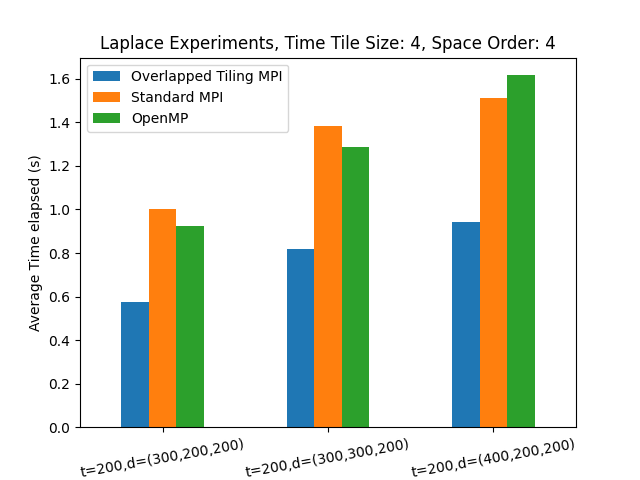 Laplace Experiments, Time Tile Size: 4, Space Order: 4
Overlapped Tiling MPI
Standard MPI
OpenMP
Average Time elapsed (s)
1.6
1.4
1.2
1.0
0.8
0.6
0.4
0.2
0.0
t=200,d=(300,200,200)
t=200,d=(300,300,200)
t=200,d=(400,200,200)